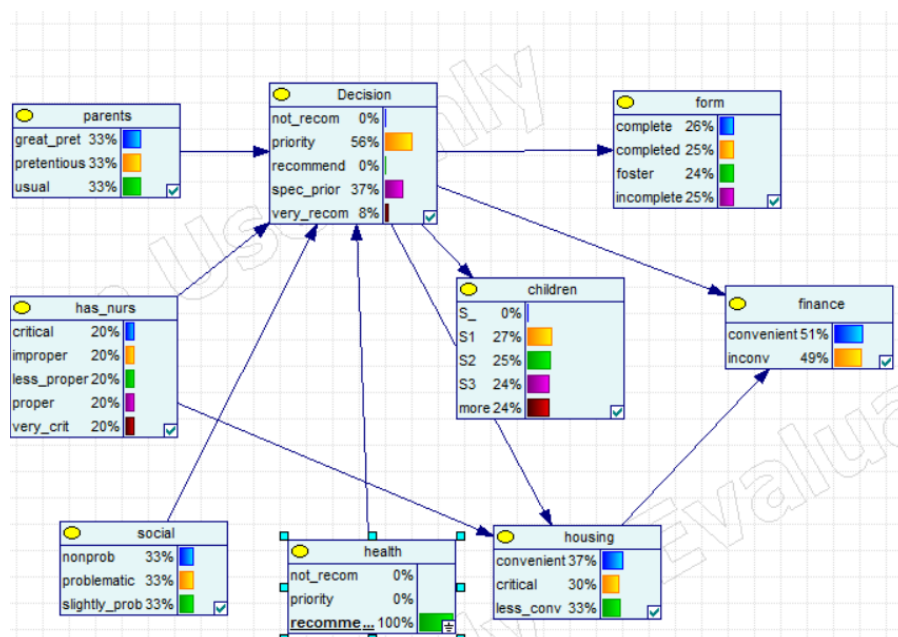 Decision
not_recom 0%
priority 56%
recommend 0%
spec_prior 37%
very_recom 8%
parents
great_pret 33%
pretentious 33%
usual 33%
form
complete 26%
completed 25%
foster 24%
incomplete 25%
has_nurs
critical 20%
improper 20%
less_proper 20%
proper 20%
very_crit 20%
children
S_ 0%
S1 27%
S2 25%
S3 24%
more 24%
finance
convenient 51%
inconv 49%
social
nonprob 33%
problematic 33%
slightly_prob 33%
health
not_recom 0%
priority 0%
recomme... 100%
housing
convenient 37%
critical 30%
less_conv 33%
Use
nly
Evalua